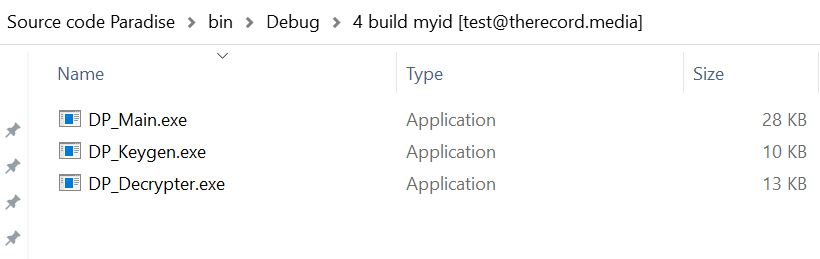 Source code Paradise > bin > Debug > 4 build myid [test@therecord.media]
Name Type Size
DP_Main.exe Application 28 KB
DP_Keygen.exe Application 10 KB
DP_Decrypter.exe Application 13 KB